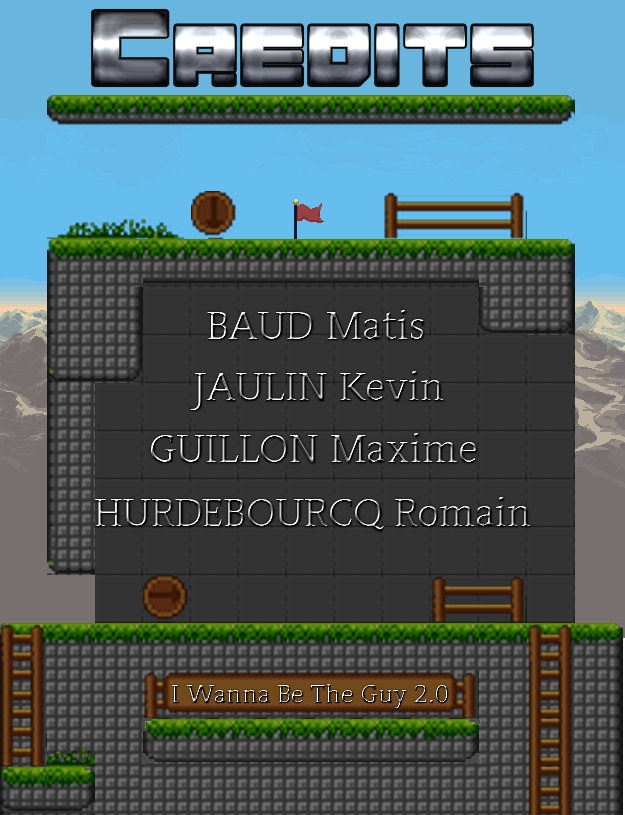 CREDITS
BAUD Matis
JAULIN Kevin
GUILLON Maxime
HURDEBOURCQ Romain
I Wanna Be The Guy 2.0